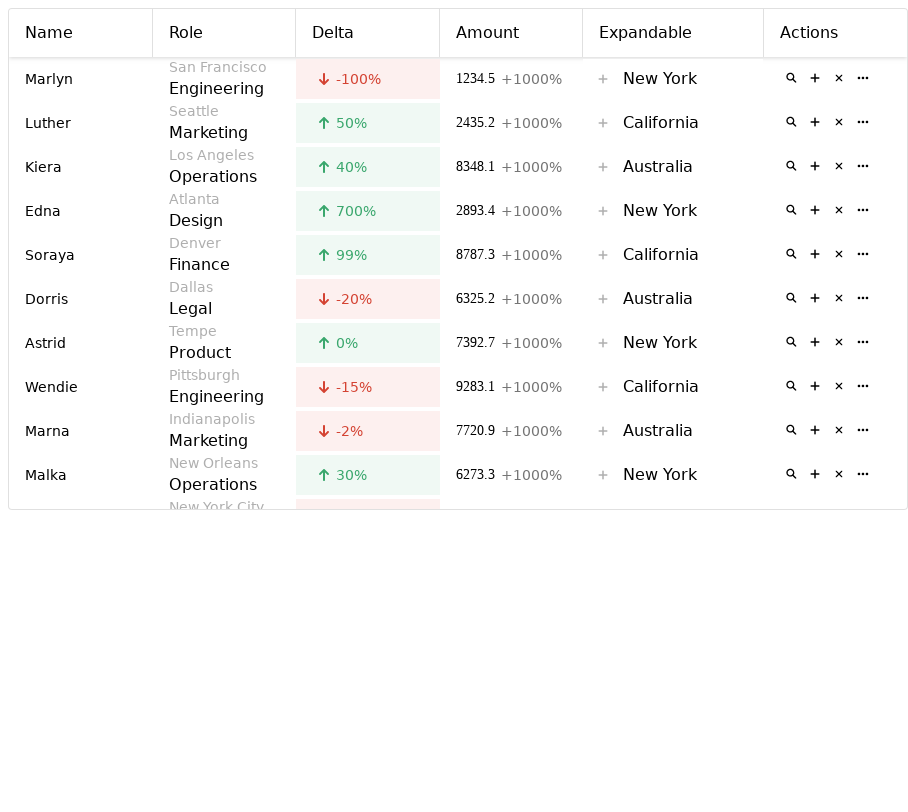 Name Role Delta Amount Expandable Actions
San Francisco
Marlyn Engineering -100% 1234.5 +1000% New York
Seattle
Luther Marketing 50% 2435.2 +1000% California
Los Angeles
Kiera Operations 40% 8348.1 +1000% Australia
Atlanta
Edna Design 700% 2893.4 +1000% New York
Denver
Soraya Finance 99% 8787.3 +1000% California
Dallas
Dorris Legal -20% 6325.2 +1000% Australia
Tempe
Astrid Product 0% 7392.7 +1000% New York
Pittsburgh
Wendie Engineering -15% 9283.1 +1000% California
Indianapolis
Marna Marketing -2% 7720.9 +1000% Australia
New Orleans
Malka Operations 30% 6273.3 +1000% New York
New York City